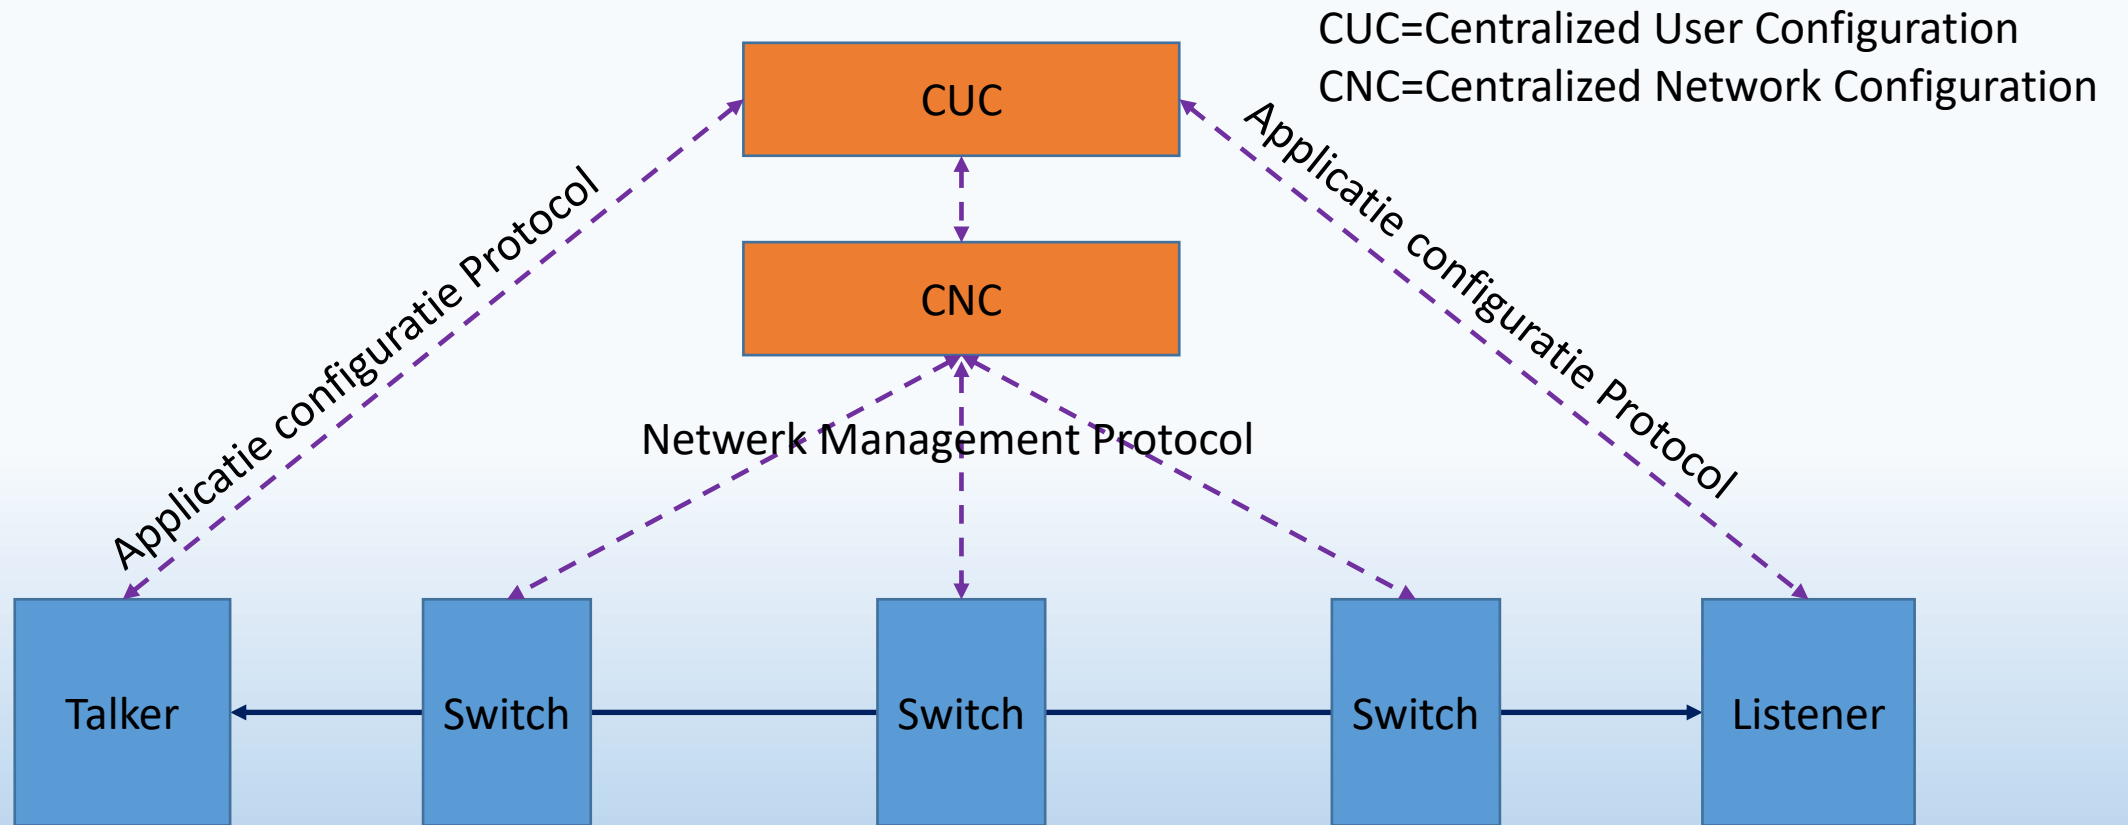 CUC=Centralized User Configuration
CNC=Centralized Network Configuration
CUC
CNC
Applicatie configuratie Protocol
Applicatie configuratie Protocol
Netwerk Management Protocol
Talker
Switch
Switch
Switch
Listener